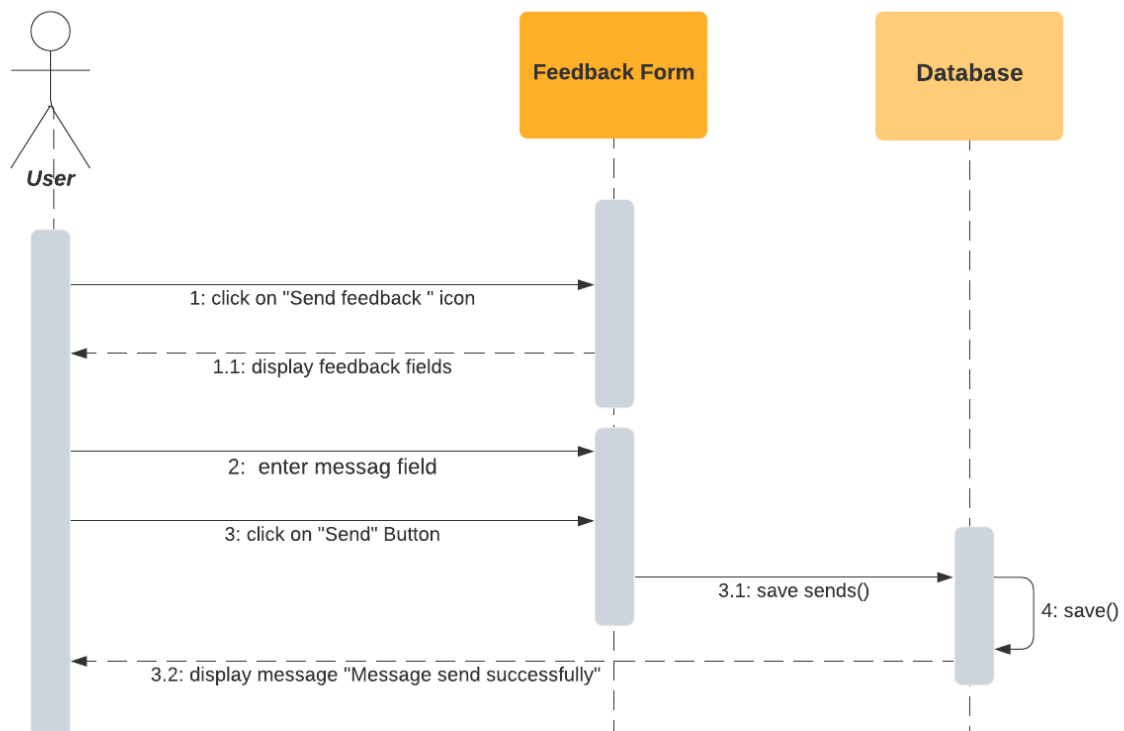 Feedback Form
Database
User
1: click on "Send feedback " icon
1.1: display feedback fields
2:  enter messag field
3: click on "Send" Button
3.1: save sends()
4: save()
3.2: display message "Message send successfully"